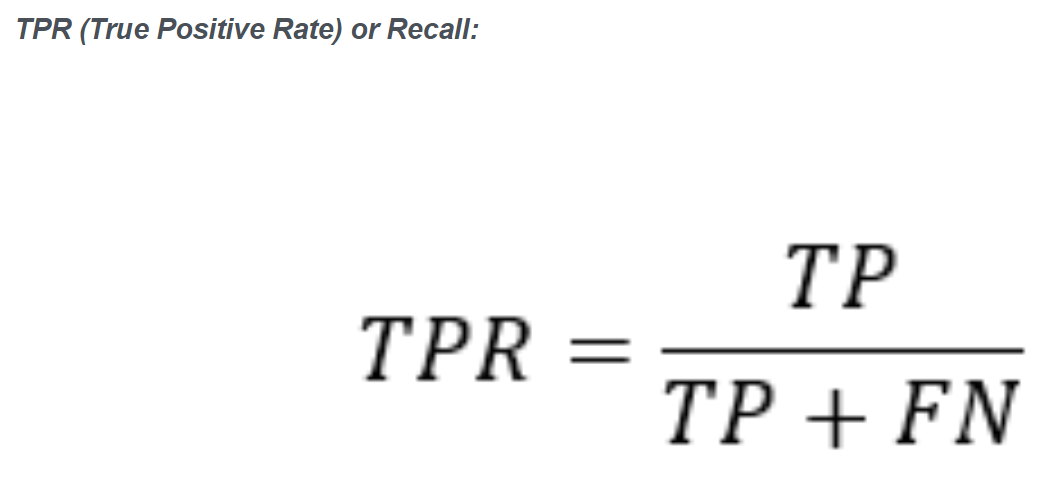 TPR (True Positive Rate) or Recall:
TPR = TP / TP + FN